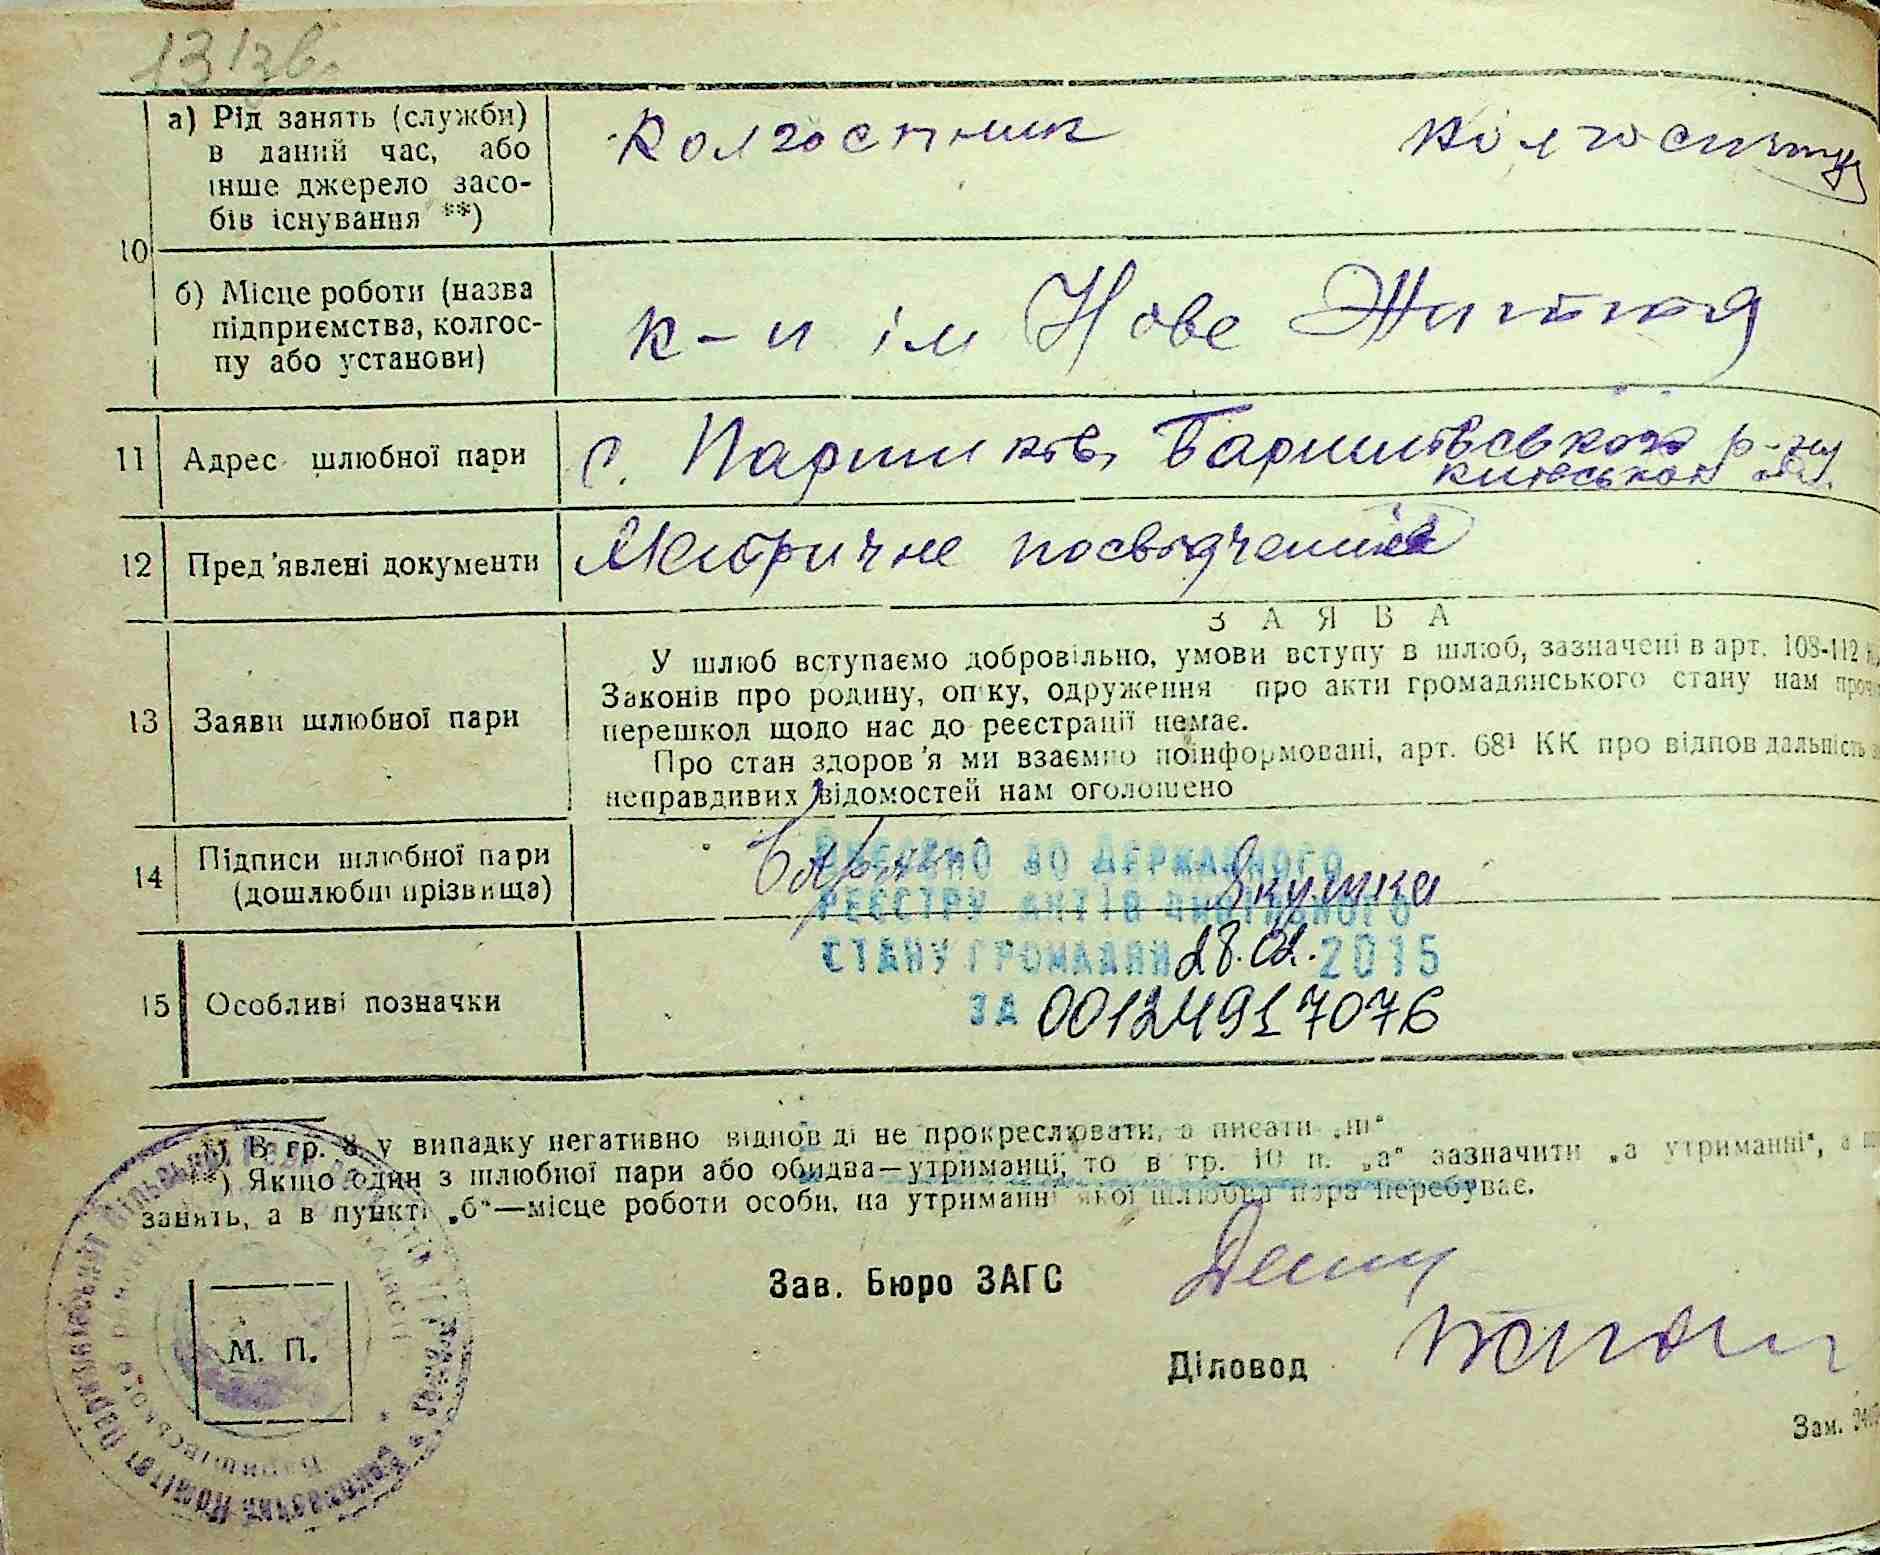 131зв.
10
а) Рід занять (служби)
в даний час, або
інше джерело засо-
бів існування **)
Колгоспник
колгоспниця
б) Місце роботи (назва
підприємства, колгос-
пу або установи)
к-п ім Нове Життя
11
Адрес шлюбної пари
с. Паришків, Баришівського р-ну
Київської обл.
12
Пред'явлені документи
Метричне посвідчення
13
Заяви шлюбної пари
ЗАЯВА
У шлюб вступаємо добровільно, умови вступу в шлюб, зазначені в арт. 108-112
Законів про родину, опіку, одруження про акти громадянського стану нам
перешкод щодо нас до реєстрації немає.
Про стан здоров'я ми взаємно поінформовані, арт. 68¹ КК про відповідальність
неправдивих відомостей нам оголошено
14
Підписи шлюбної пари
(дошлюбні прізвища)
Якушка
ВНЕСЕНО ДО ДЕРЖАВНОГО
РЕЄСТРУ АКТІВ ЦИВІЛЬНОГО
СТАНУ ГРОМАДЯН 28.02.2015
ЗА 00124917076
15
Особливі позначки
*) В гр. 8 у випадку негативно відповіді не прокреслювати, а писати „ні"
**) Якщо один з шлюбної пари або обидва—утриманці, то в гр. 10 п. „а" зазначити „а утриманні", а
занять, а в пункті „б"—місце роботи особи, на утриманні якої шлюбна пара перебуває.
Зав. Бюро ЗАГС
М. П.
Діловод
Зам.